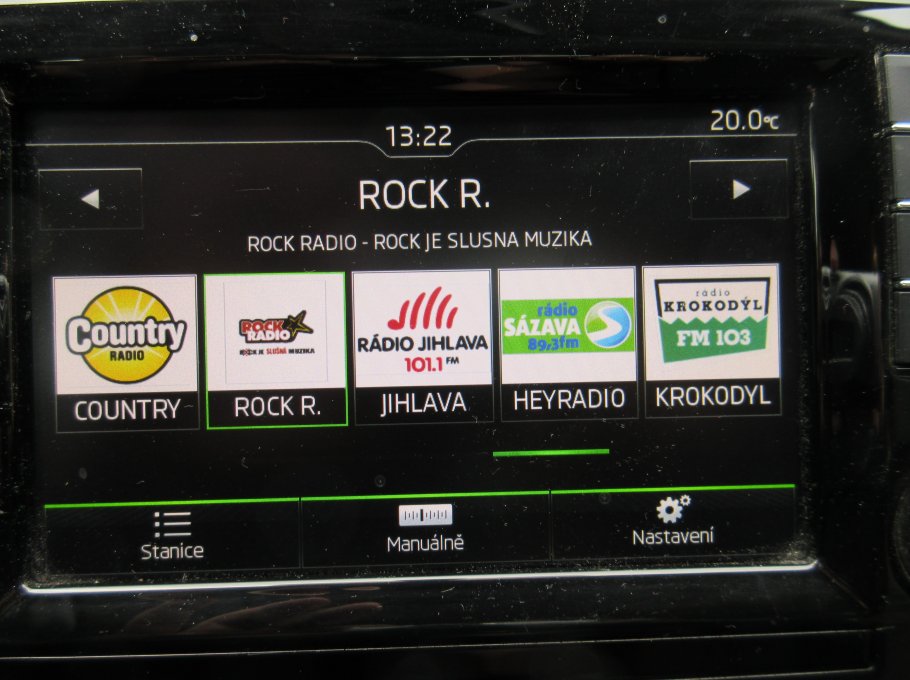 13:22
20.0°C
ROCK R.
ROCK RADIO - ROCK JE SLUSNA MUZIKA
Country
RADIO
COUNTRY
ROCK
RADIO
ROCK JE SLUŠNÁ MUZIKA
ROCK R.
RÁDIO JIHLAVA
101.1 FM
JIHLAVA
rádio
SÁZAVA
89,3fm
HEYRADIO
rádio
KROKODÝL
FM 103
KROKODYL
Stanice
Manuálně
Nastavení